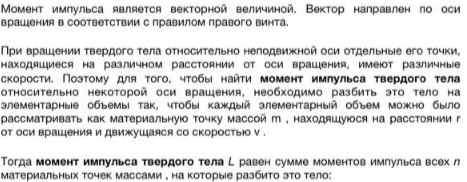 Момент импульса является векторной величиной. Вектор направлен по оси
вращения в соответствии с правилом правого винта.
При вращении твердого тела относительно неподвижной оси отдельные его точки,
находящиеся на различном расстоянии от оси вращения, имеют различные
скорости. Поэтому для того, чтобы найти момент импульса твердого тела
относительно некоторой оси вращения, необходимо разбить это тело на
элементарные объемы так, чтобы каждый элементарный объем можно было
рассматривать как материальную точку массой m , находящуюся на расстоянии r
от оси вращения и движущаяся со скоростью v .
Тогда момент импульса твердого тела L равен сумме моментов импульса всех n
материальных точек массами , на которые разбито это тело: